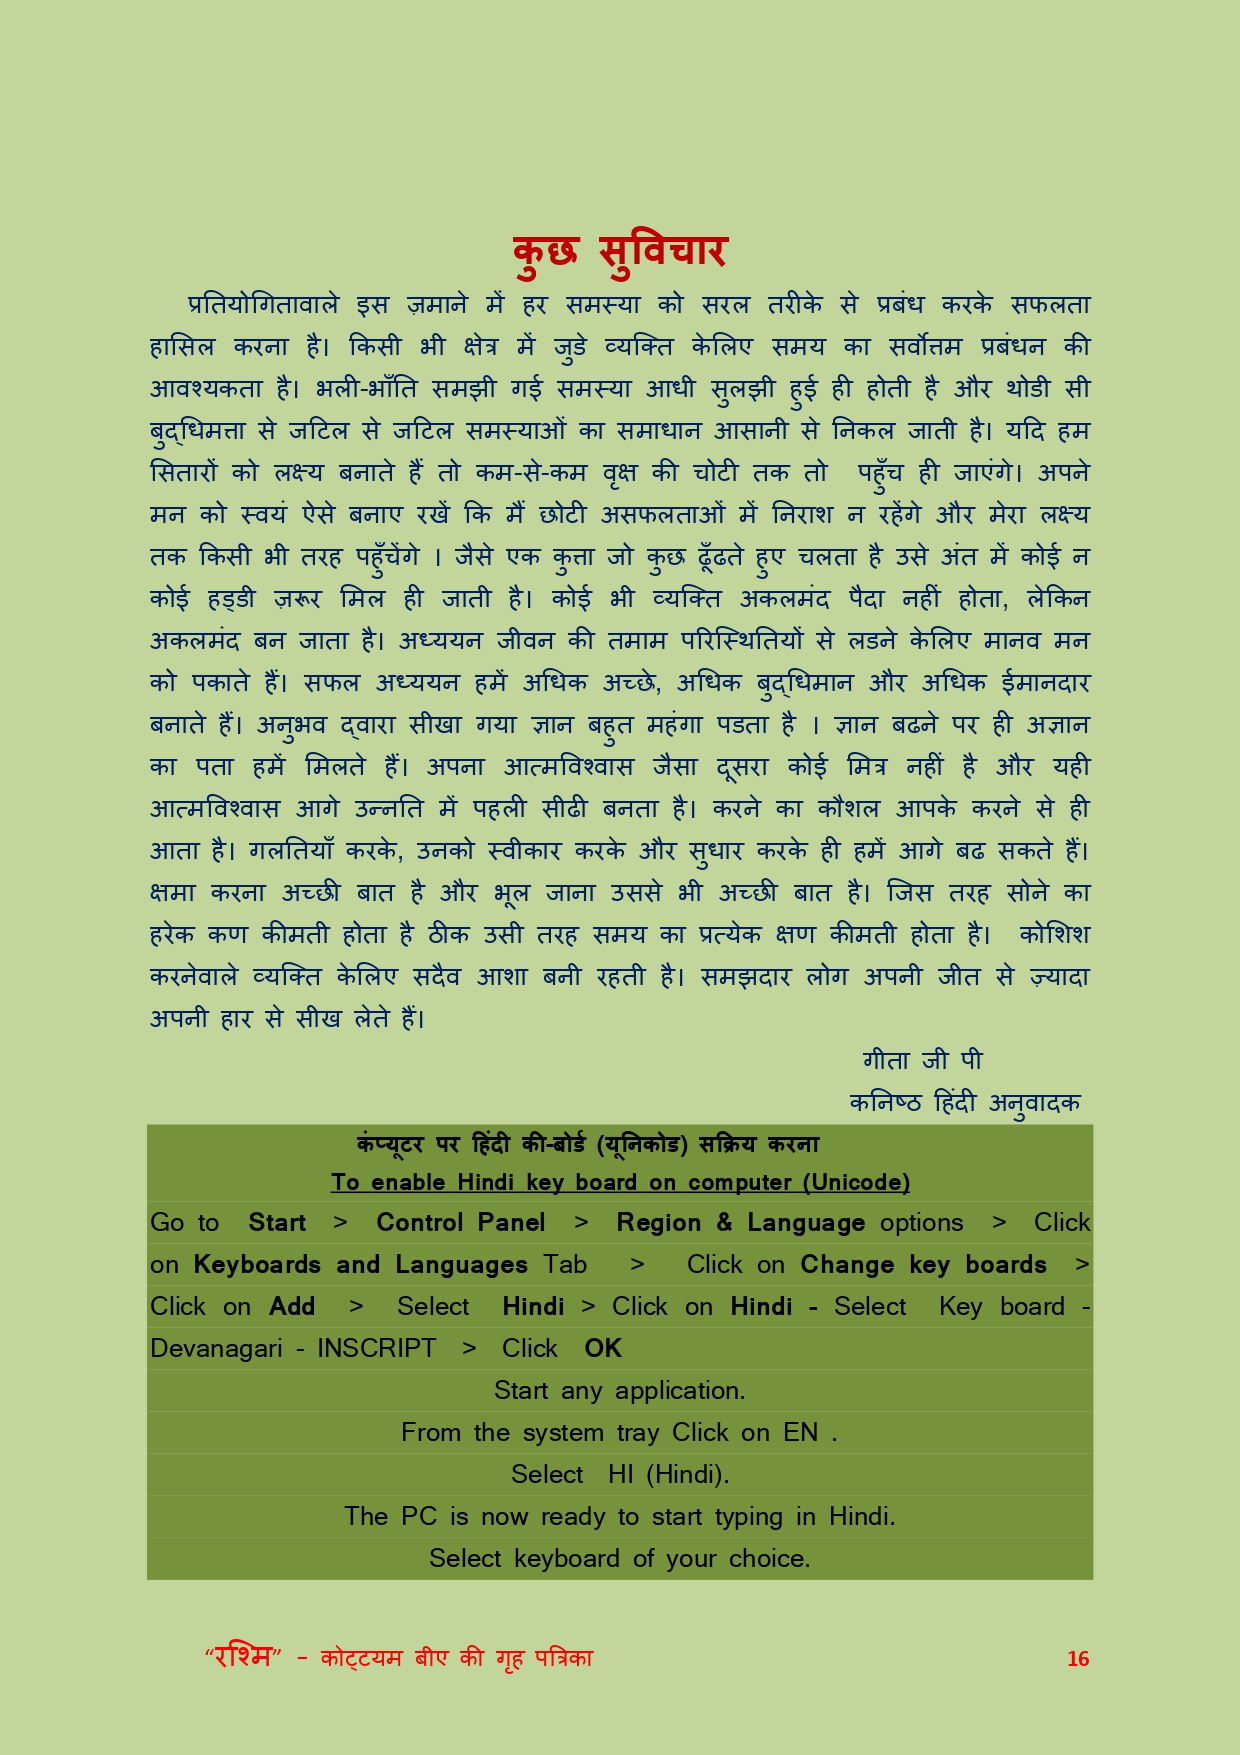 कुछ सुविचार
प्रतियोगितावाले इस ज़माने में हर समस्या को सरल तरीके से प्रबंध करके सफलता
हासिल करना है। किसी भी क्षेत्र में जुडे व्यक्ति केलिए समय का सर्वोत्तम प्रबंधन की
आवश्यकता है। भली-भाँति समझी गई समस्या आधी सुलझी हुई ही होती है और थोडी सी
बुद्धिमत्ता से जटिल से जटिल समस्याओं का समाधान आसानी से निकल जाती है। यदि हम
सितारों को लक्ष्य बनाते हैं तो कम-से-कम वृक्ष की चोटी तक तो पहुँच ही जाएंगे। अपने
मन को स्वयं ऐसे बनाए रखें कि मैं छोटी असफलताओं में निराश न रहेंगे और मेरा लक्ष्य
तक किसी भी तरह पहुँचेंगे । जैसे एक कुत्ता जो कुछ ढूँढते हुए चलता है उसे अंत में कोई न
कोई हड्डी ज़रूर मिल ही जाती है। कोई भी व्यक्ति अकलमंद पैदा नहीं होता, लेकिन
अकलमंद बन जाता है। अध्ययन जीवन की तमाम परिस्थितियों से लडने केलिए मानव मन
को पकाते हैं। सफल अध्ययन हमें अधिक अच्छे, अधिक बुद्धिमान और अधिक ईमानदार
बनाते हैं। अनुभव द्वारा सीखा गया ज्ञान बहुत महंगा पडता है । ज्ञान बढने पर ही अज्ञान
का पता हमें मिलते हैं। अपना आत्मविश्वास जैसा दूसरा कोई मित्र नहीं है और यही
आत्मविश्वास आगे उन्नति में पहली सीढी बनता है। करने का कौशल आपके करने से ही
आता है। गलतियाँ करके, उनको स्वीकार करके और सुधार करके ही हमें आगे बढ सकते हैं।
क्षमा करना अच्छी बात है और भूल जाना उससे भी अच्छी बात है। जिस तरह सोने का
हरेक कण कीमती होता है ठीक उसी तरह समय का प्रत्येक क्षण कीमती होता है। कोशिश
करनेवाले व्यक्ति केलिए सदैव आशा बनी रहती है। समझदार लोग अपनी जीत से ज़्यादा
अपनी हार से सीख लेते हैं।
गीता जी पी
कनिष्ठ हिंदी अनुवादक
कंप्यूटर पर हिंदी की-बोर्ड (यूनिकोड) सक्रिय करना
To enable Hindi key board on computer (Unicode)
Go to Start > Control Panel > Region & Language options > Click
on Keyboards and Languages Tab > Click on Change key boards >
Click on Add > Select Hindi > Click on Hindi - Select Key board -
Devanagari - INSCRIPT > Click OK
Start any application.
From the system tray Click on EN .
Select HI (Hindi).
The PC is now ready to start typing in Hindi.
Select keyboard of your choice.
“रश्मि” – कोट्टयम बीए की गृह पत्रिका 16